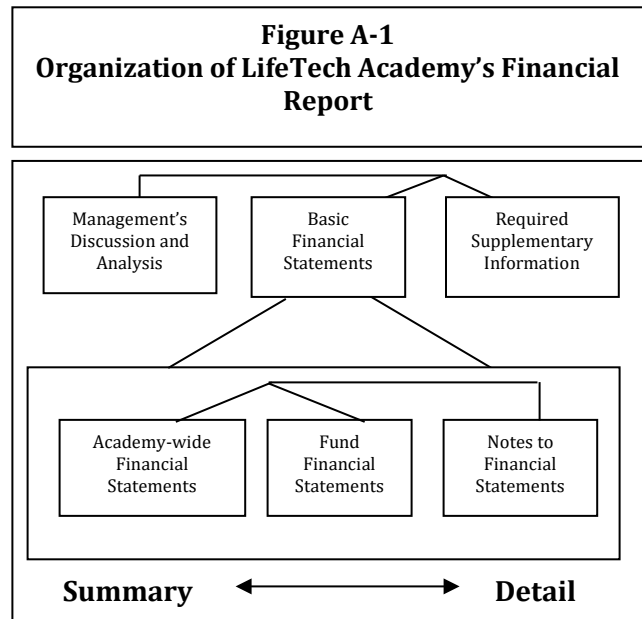 Figure A-1
Organization of LifeTech Academy’s Financial
Report
Management’s
Discussion and
Analysis
Basic
Financial
Statements
Required
Supplementary
Information
Academy-wide
Financial
Statements
Fund
Financial
Statements
Notes to
Financial
Statements
Summary
Detail